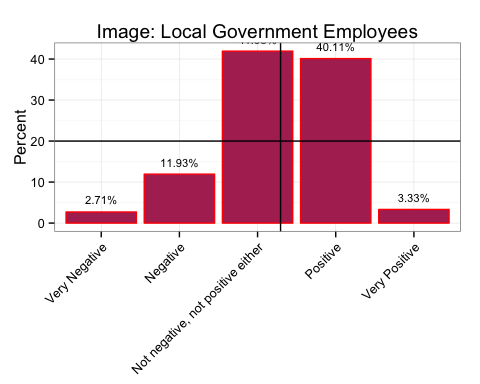 Image: Local Government Employees
Percent
40
30
20
10
0
2.71%
11.93%
40.11%
3.33%
Very Negative
Negative
Not negative, not positive either
Positive
Very Positive